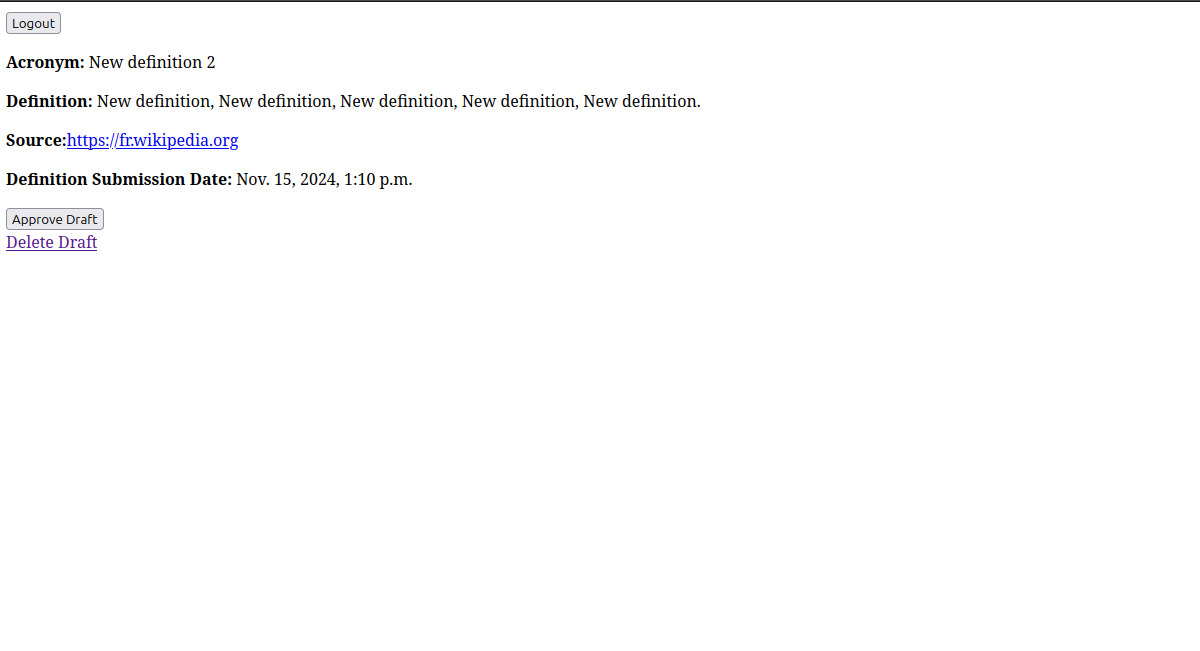 Logout
Acronym: New definition 2
Definition: New definition, New definition, New definition, New definition, New definition.
Source:https://fr.wikipedia.org
Definition Submission Date: Nov. 15, 2024, 1:10 p.m.
Approve Draft
Delete Draft